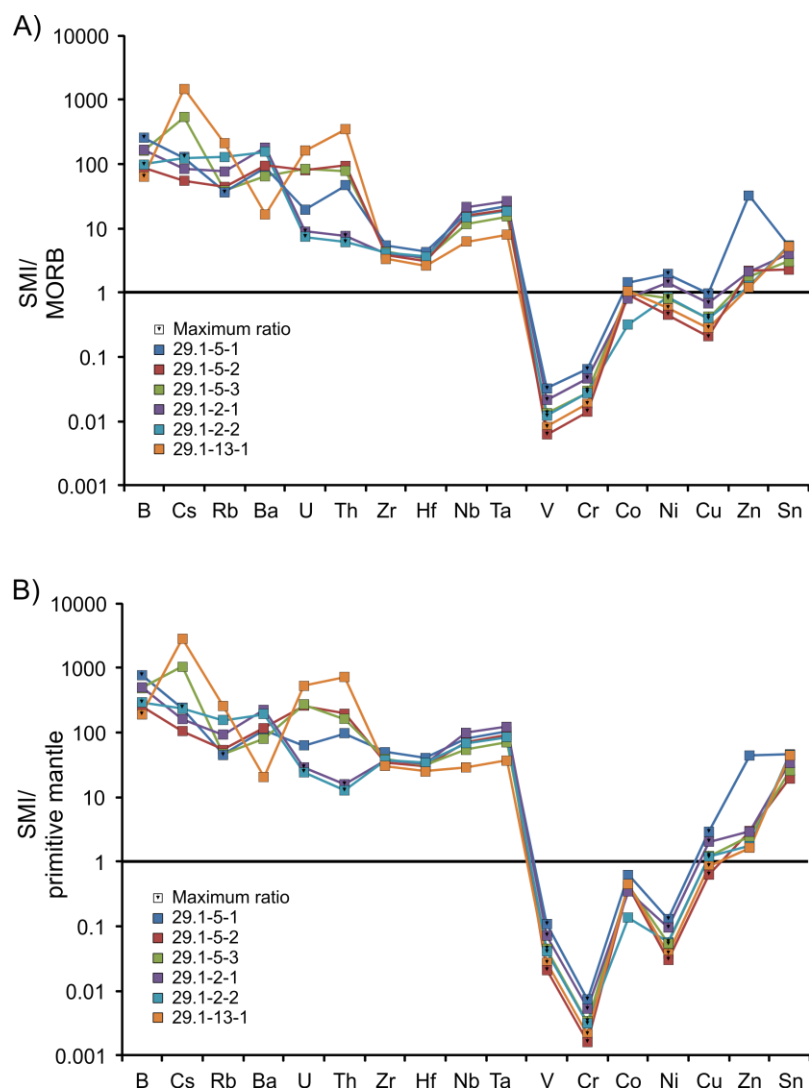 A)
10000
1000
100
10
1
0.1
0.01
0.001
SMI/
MORB
Maximum ratio
29.1-5-1
29.1-5-2
29.1-5-3
29.1-2-1
29.1-2-2
29.1-13-1
B Cs Rb Ba U Th Zr Hf Nb Ta V Cr Co Ni Cu Zn Sn
B)
10000
1000
100
10
1
0.1
0.01
0.001
SMI/
primitive mantle
Maximum ratio
29.1-5-1
29.1-5-2
29.1-5-3
29.1-2-1
29.1-2-2
29.1-13-1
B Cs Rb Ba U Th Zr Hf Nb Ta V Cr Co Ni Cu Zn Sn